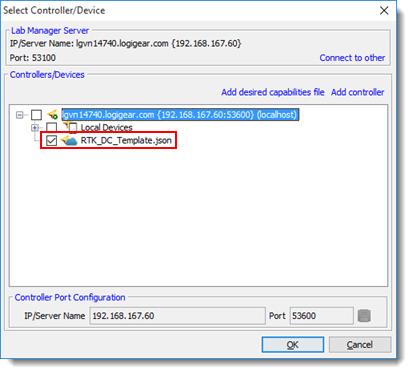 Select Controller/Device
Lab Manager Server
IP/Server Name: lgvn14740.logigear.com {192.168.167.60}
Port: 53100
Connect to other
Controllers/Devices
Add desired capabilities file
Add controller
lgvn14740.logigear.com {192.168.167.60:53600} (localhost)
Local Devices
RTK_DC_Template.json
Controller Port Configuration
IP/Server Name 192.168.167.60 Port 53600
OK
Cancel